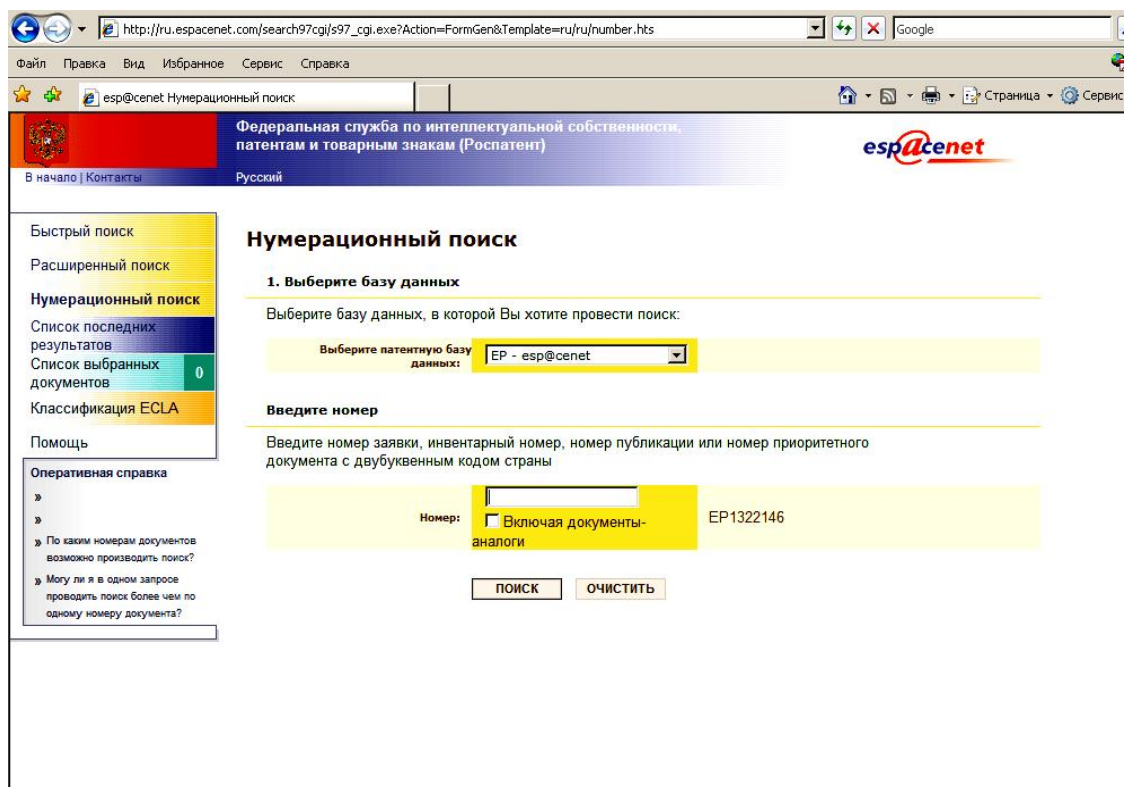 http://ru.espacenet.com/search97cgi/s97_cgi.exe?Action=FormGen&Template=ru/ru/number.hts
Google
Файл Правка Вид Избранное Сервис Справка
esp@cenet Нумерационный поиск
Страница
Сервис
Федеральная служба по интеллектуальной собственности,
патентам и товарным знакам (Роспатент)
espacenet
В начало | Контакты
Русский
Быстрый поиск
Расширенный поиск
Нумерационный поиск
Список последних
результатов
Список выбранных
документов
0
Классификация ECLA
Помощь
Оперативная справка
»
»
» По каким номерам документов
возможно производить поиск?
» Могу ли я в одном запросе
проводить поиск более чем по
одному номеру документа?
Нумерационный поиск
1. Выберите базу данных
Выберите базу данных, в которой Вы хотите провести поиск:
Выберите патентную базу
данных:
EP - esp@cenet
Введите номер
Введите номер заявки, инвентарный номер, номер публикации или номер приоритетного
документа с двубуквенным кодом страны
Номер:
Включая документы-
аналоги
EP1322146
ПОИСК
ОЧИСТИТЬ